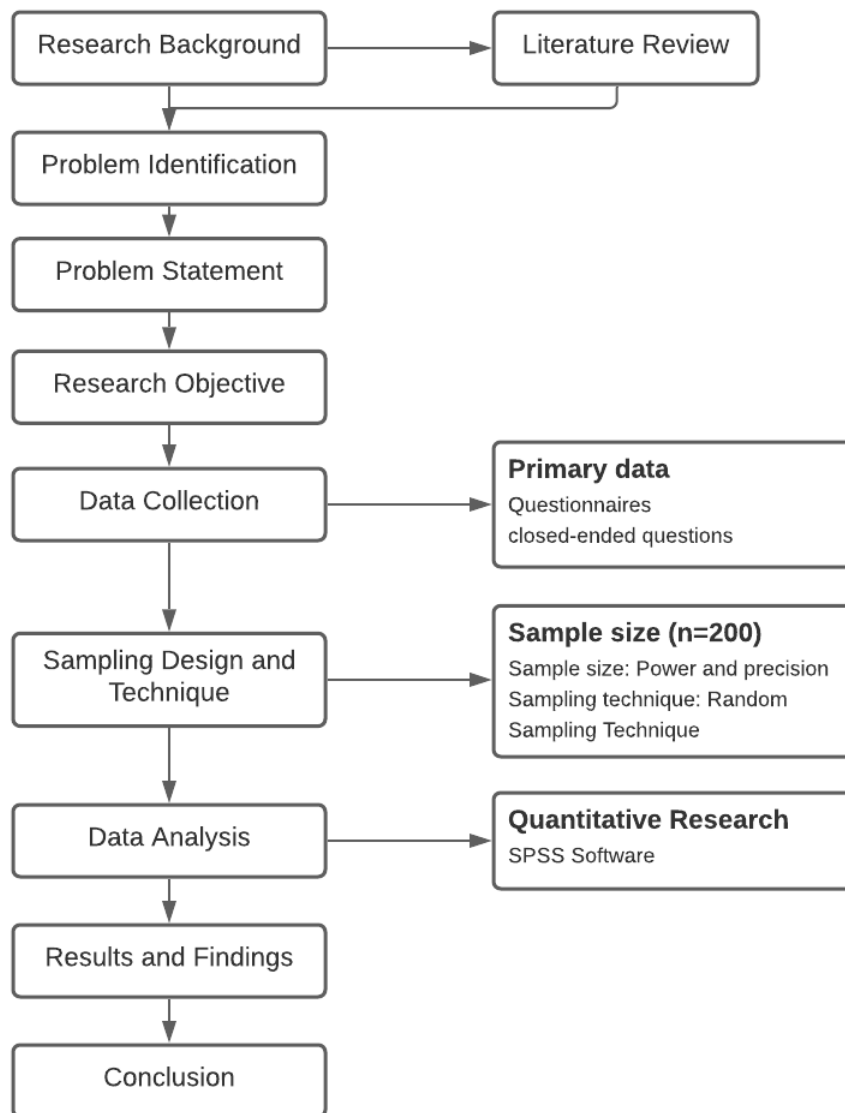 Research Background
Literature Review
Problem Identification
Problem Statement
Research Objective
Data Collection
Primary data
Questionnaires
closed-ended questions
Sampling Design and
Technique
Sample size (n=200)
Sample size: Power and precision
Sampling technique: Random
Sampling Technique
Data Analysis
Quantitative Research
SPSS Software
Results and Findings
Conclusion